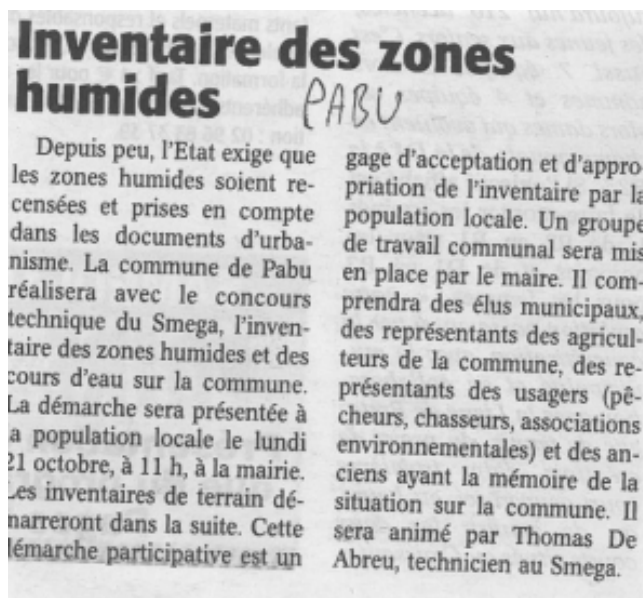 Inventaire des zones
humides PABU
Depuis peu, l'Etat exige que
les zones humides soient re-
censées et prises en compte
dans les documents d'urba-
nisme. La commune de Pabu
réalisera avec le concours
technique du Smega, l'inven-
taire des zones humides et des
cours d'eau sur la commune.
La démarche sera présentée à
la population locale le lundi
21 octobre, à 11 h, à la mairie.
Les inventaires de terrain dé-
marreront dans la suite. Cette
démarche participative est un
gage d'acceptation et d'appro-
priation de l'inventaire par la
population locale. Un groupe
de travail communal sera mis
en place par le maire. Il com-
prendra des élus municipaux,
des représentants des agricul-
teurs de la commune, des re-
présentants des usagers (pê-
cheurs, chasseurs, associations
environnementales) et des an-
ciens ayant la mémoire de la
situation sur la commune. Il
sera animé par Thomas De
Abreu, technicien au Smega.